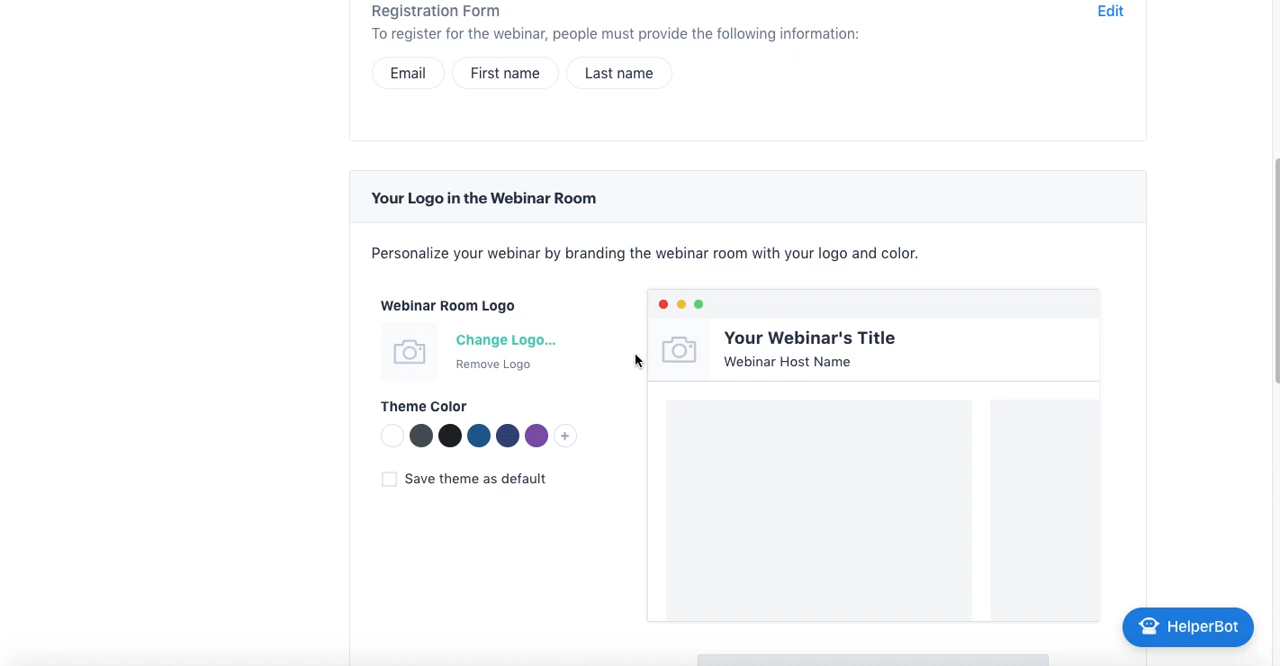 Registration Form
Edit
To register for the webinar, people must provide the following information:
Email First name Last name
Your Logo in the Webinar Room
Personalize your webinar by branding the webinar room with your logo and color.
Webinar Room Logo
Change Logo...
Remove Logo
Theme Color
+
Save theme as default
Your Webinar's Title
Webinar Host Name
HelperBot